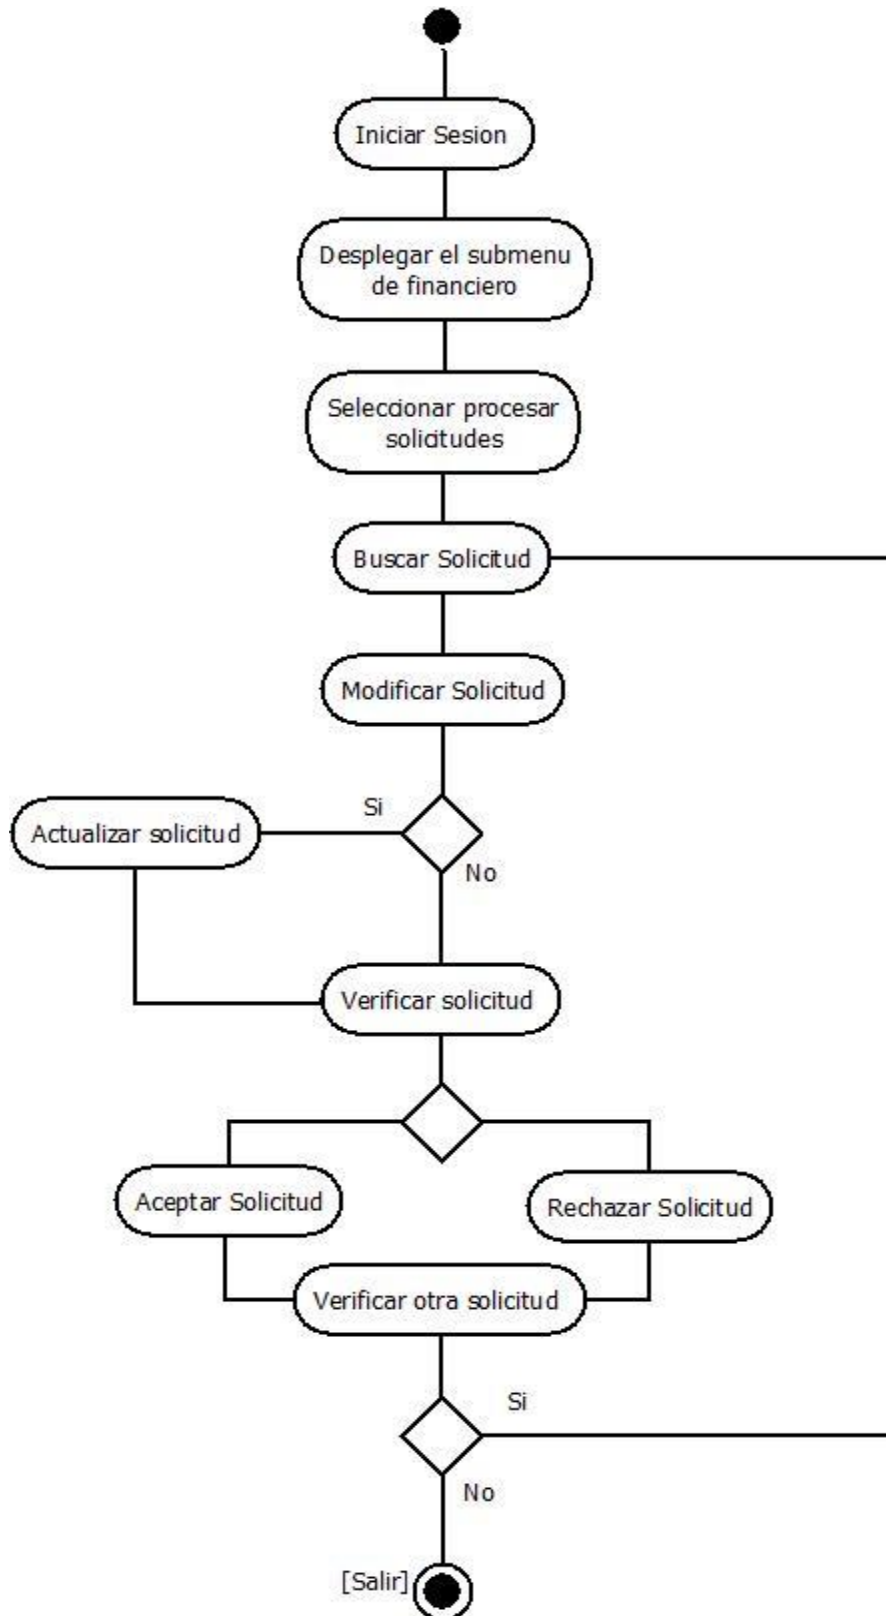 Iniciar Sesion
Desplegar el submenu
de financiero
Seleccionar procesar
solicitudes
Buscar Solicitud
Modificar Solicitud
Si
Actualizar solicitud
No
Verificar solicitud
Aceptar Solicitud
Rechazar Solicitud
Verificar otra solicitud
Si
No
[Salir]